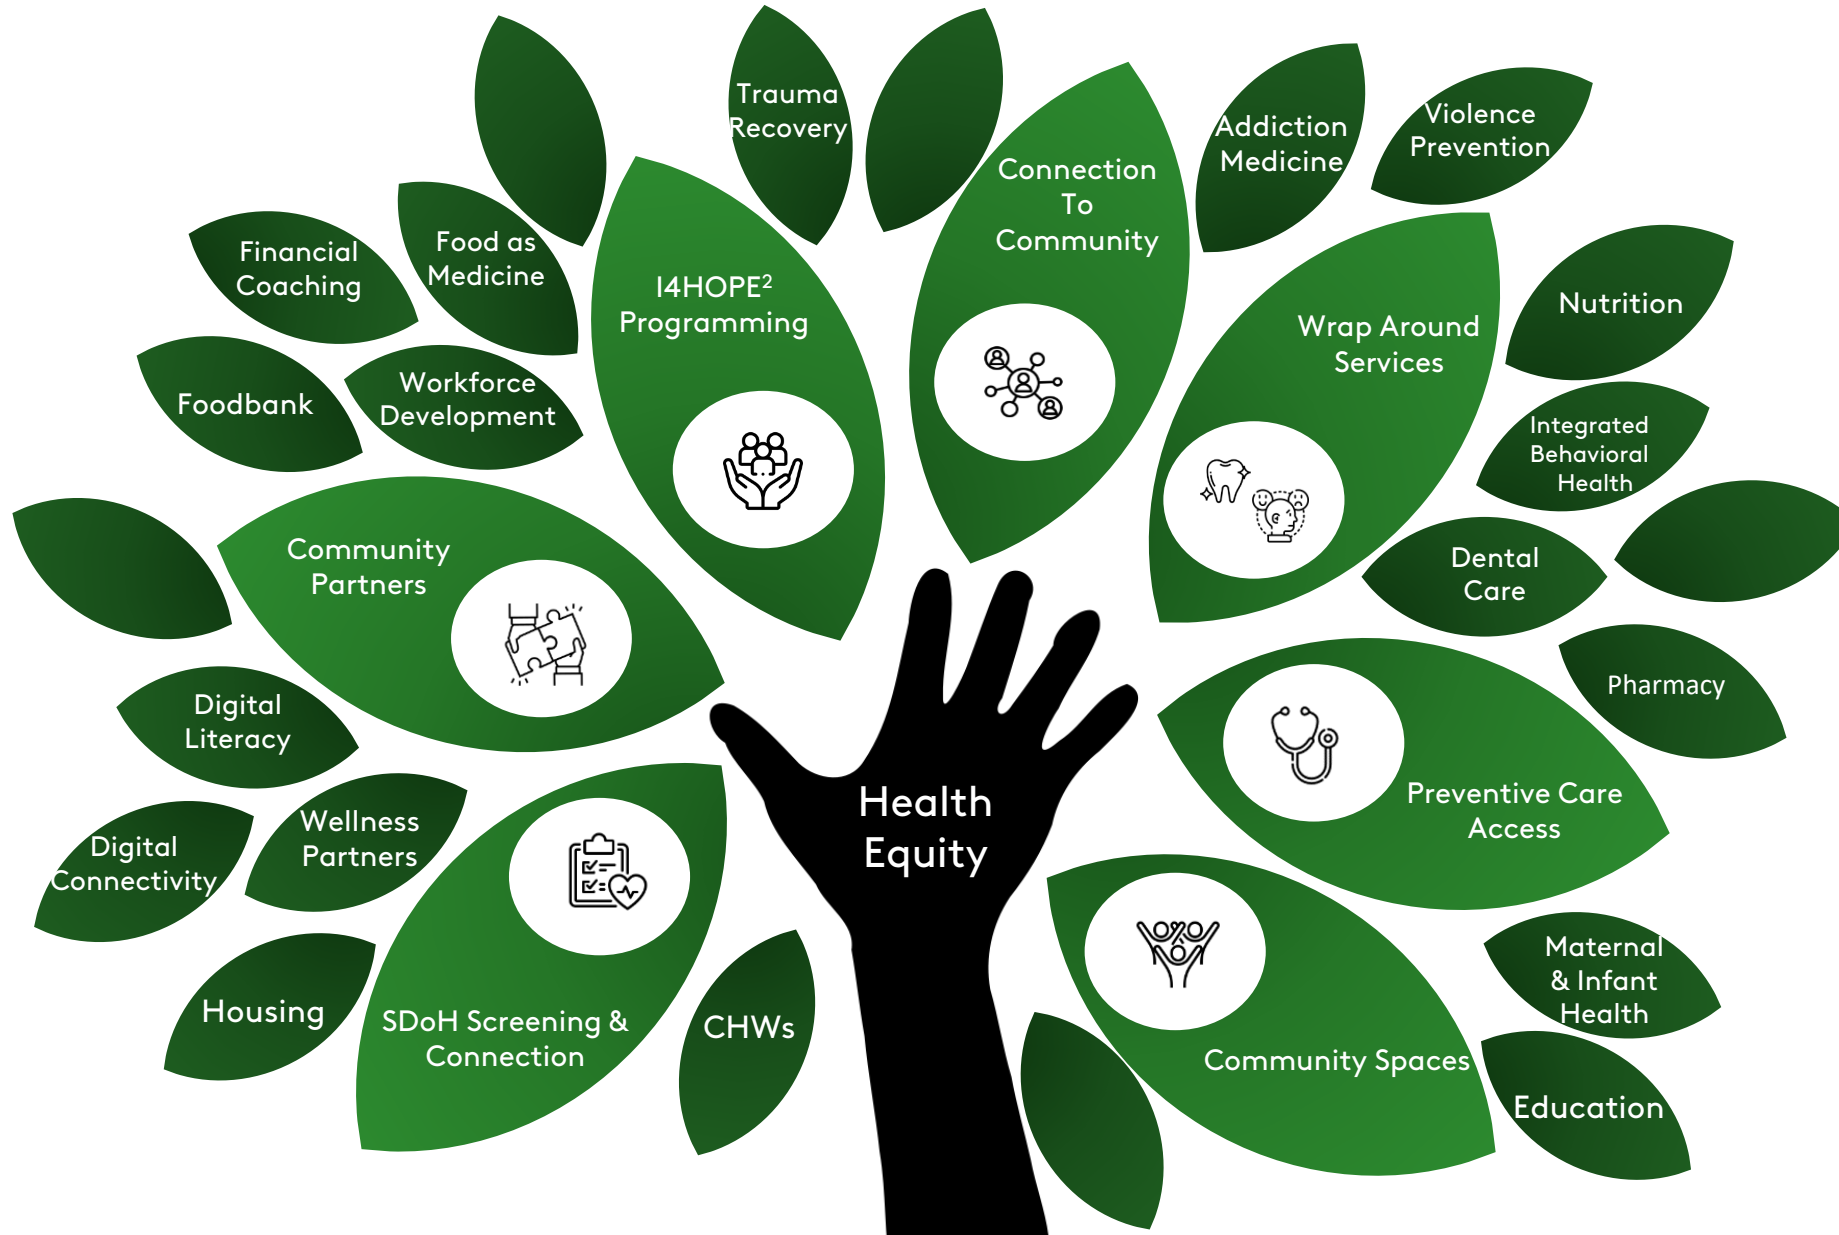 Trauma
Recovery
Connection
To
Community
Addiction
Medicine
Violence
Prevention
Financial
Coaching
Food as
Medicine
I4HOPE²
Programming
Wrap Around
Services
Nutrition
Foodbank
Workforce
Development
Integrated
Behavioral
Health
Community
Partners
Dental
Care
Pharmacy
Digital
Literacy
Health
Equity
Preventive Care
Access
Wellness
Partners
Digital
Connectivity
Housing
SDoH Screening &
Connection
CHWs
Community Spaces
Maternal
& Infant
Health
Education